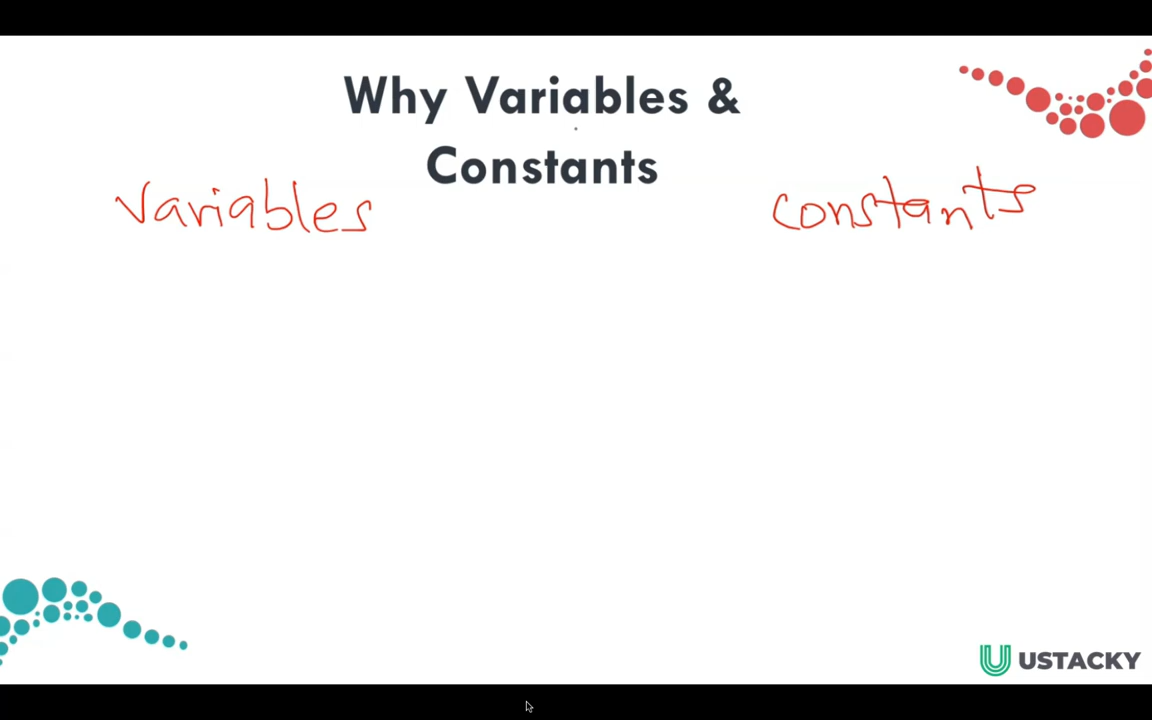 Why Variables &
Constants
variables
constants
USTACKY